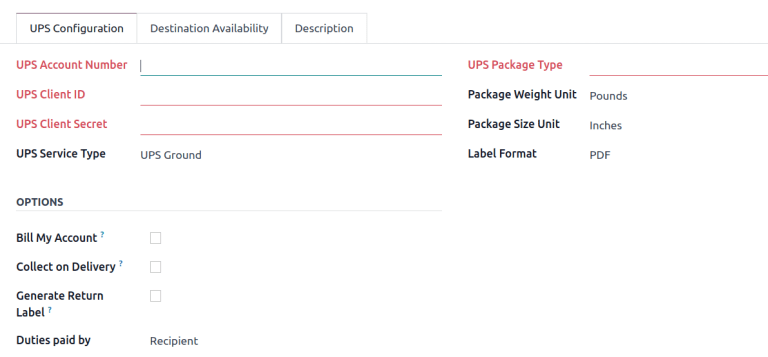 UPS Configuration
Destination Availability
Description
UPS Account Number
UPS Package Type
UPS Client ID
Package Weight Unit Pounds
UPS Client Secret
Package Size Unit Inches
UPS Service Type UPS Ground
Label Format PDF
OPTIONS
Bill My Account ?
Collect on Delivery ?
Generate Return
Label ?
Duties paid by Recipient